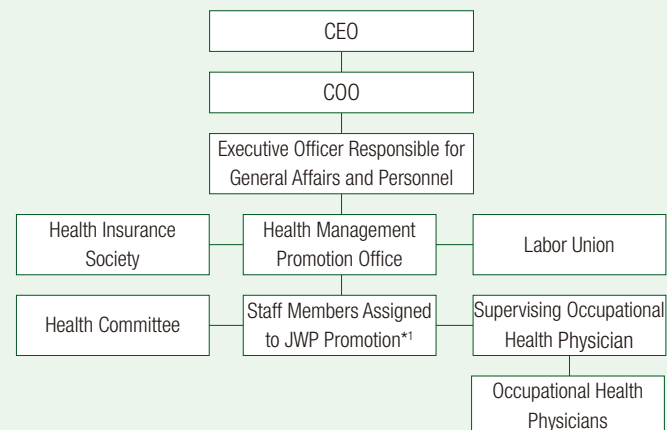 CEO
COO
Executive Officer Responsible for
General Affairs and Personnel
Health Insurance
Society
Health Management
Promotion Office
Labor Union
Health Committee
Staff Members Assigned
to JWP Promotion*1
Supervising Occupational
Health Physician
Occupational Health
Physicians